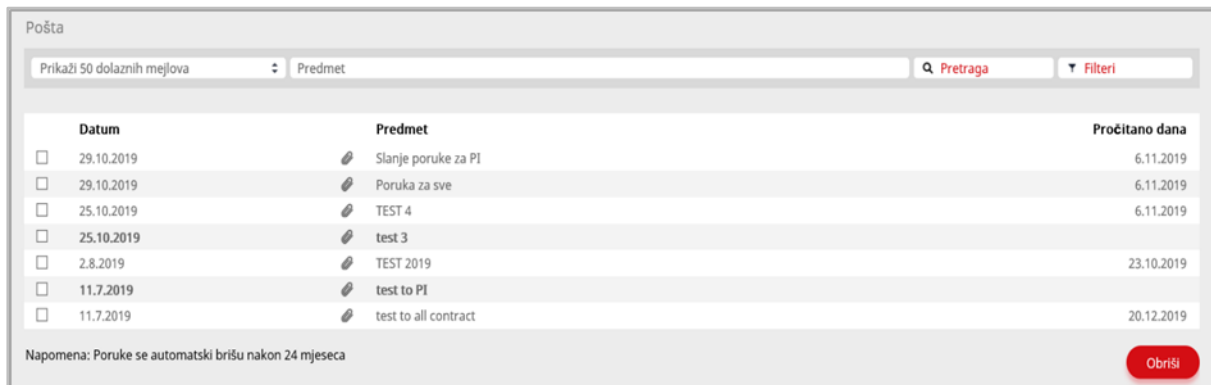 Pošta
Prikaži 50 dolaznih mejlova Predmet Pretraga Filteri
Datum Predmet Pročitano dana
29.10.2019 Slanje poruke za PI 6.11.2019
29.10.2019 Poruka za sve 6.11.2019
25.10.2019 TEST 4 6.11.2019
25.10.2019 test 3
2.8.2019 TEST 2019 23.10.2019
11.7.2019 test to PI
11.7.2019 test to all contract 20.12.2019
Napomena: Poruke se automatski brišu nakon 24 mjeseca
Obriši